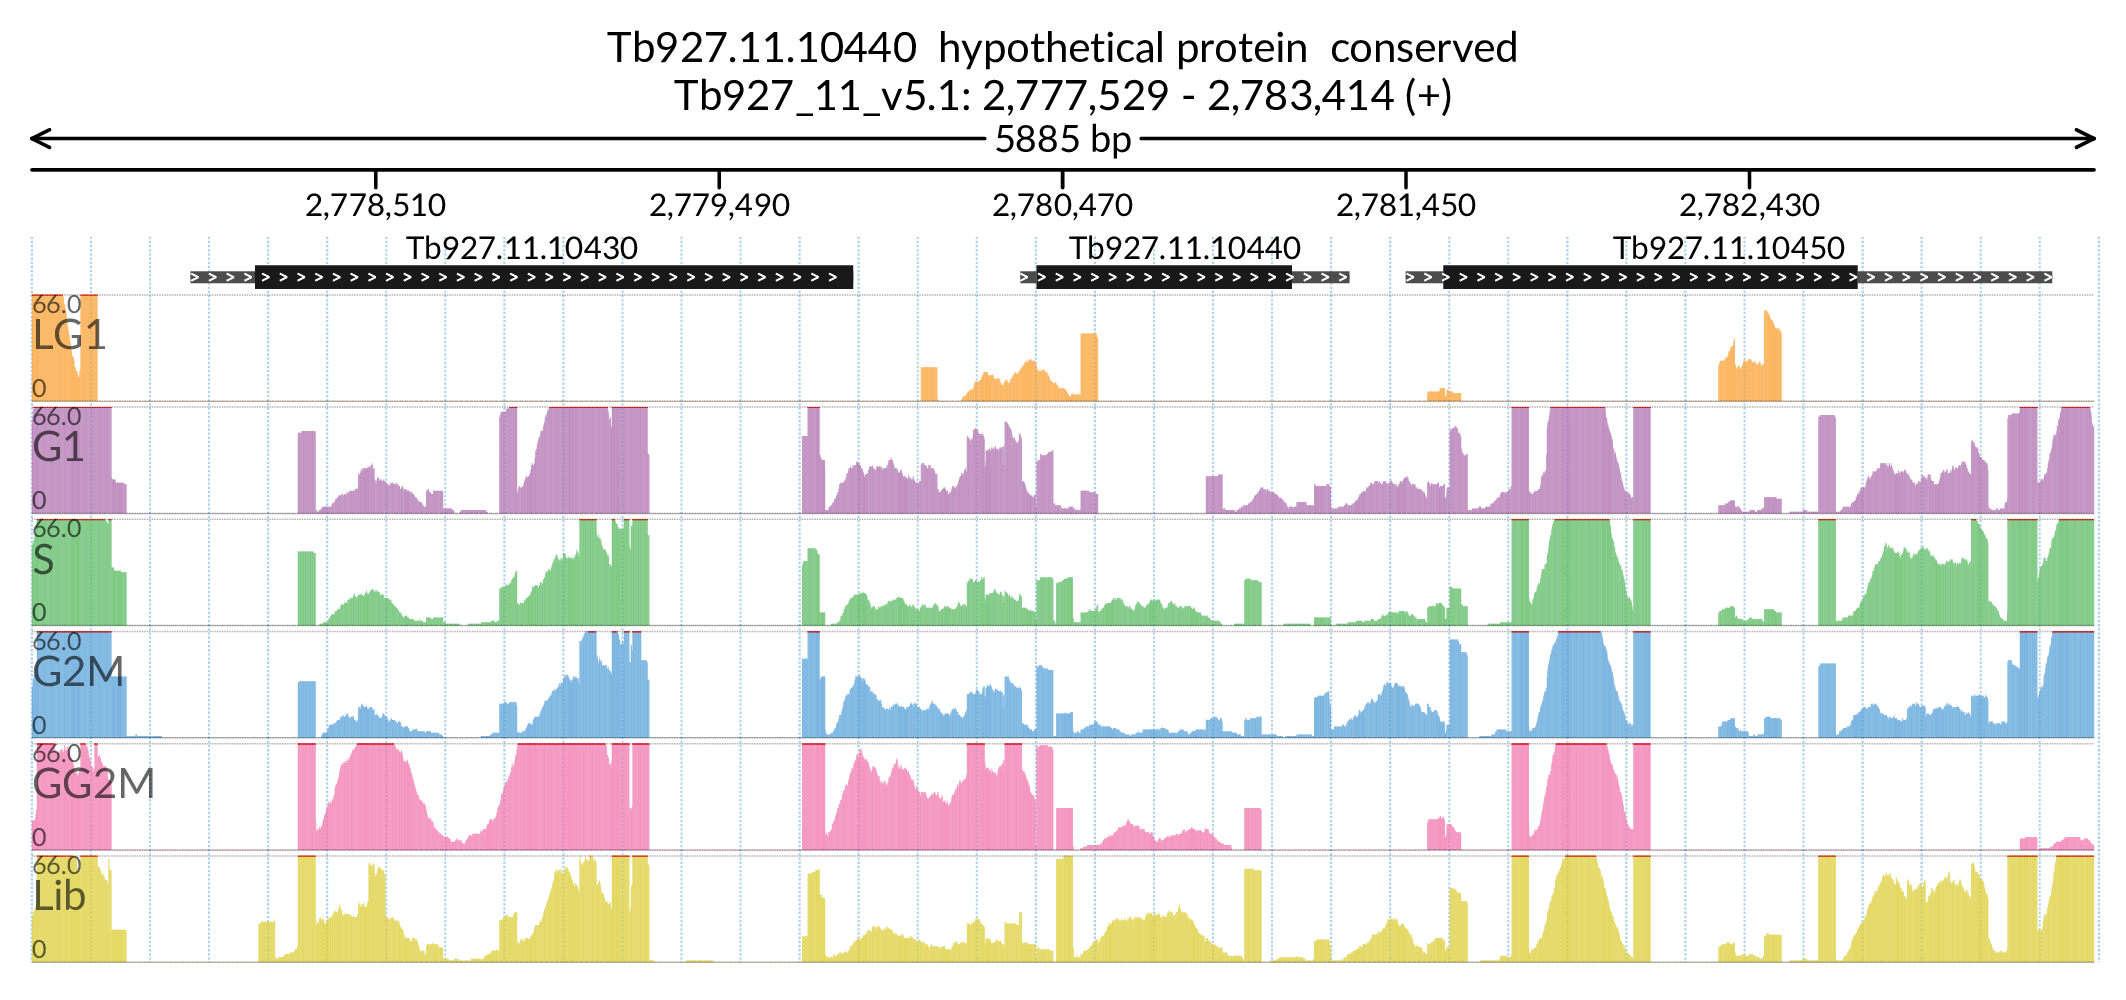 Tb927.11.10440 hypothetical protein conserved
Tb927_11_v5.1: 2,777,529 - 2,783,414 (+)
5885 bp
2,778,510 2,779,490 2,780,470 2,781,450 2,782,430
Tb927.11.10430 Tb927.11.10440 Tb927.11.10450
66.0
LG1
0
66.0
G1
0
66.0
S
0
66.0
G2M
0
66.0
GG2M
0
66.0
Lib
0